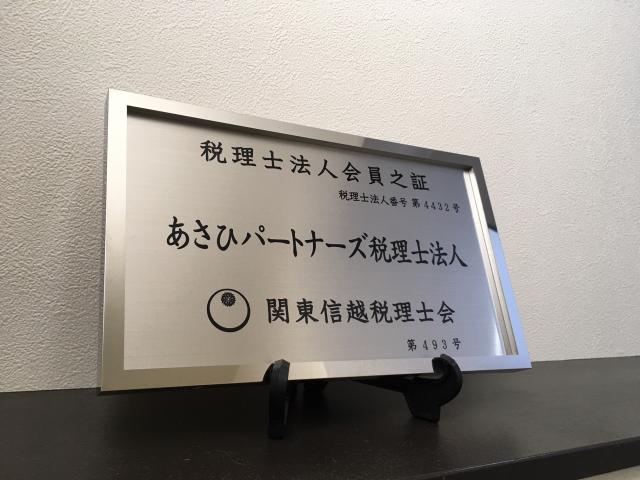 税理士法人会員之証
税理士法人番号 第4432号
あさひパートナーズ税理士法人
関東信越税理士会
第493号